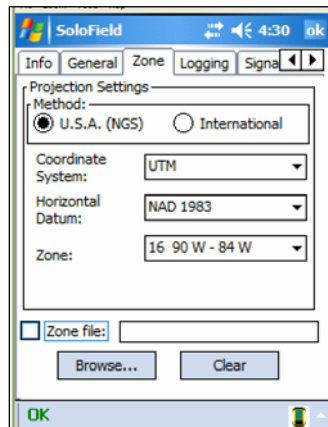 SoloField 4:30 ok
Info General Zone Logging Signa
Projection Settings
Method:
U.S.A. (NGS) International
Coordinate System: UTM
Horizontal Datum: NAD 1983
Zone: 16 90 W - 84 W
Zone file:
Browse... Clear
OK